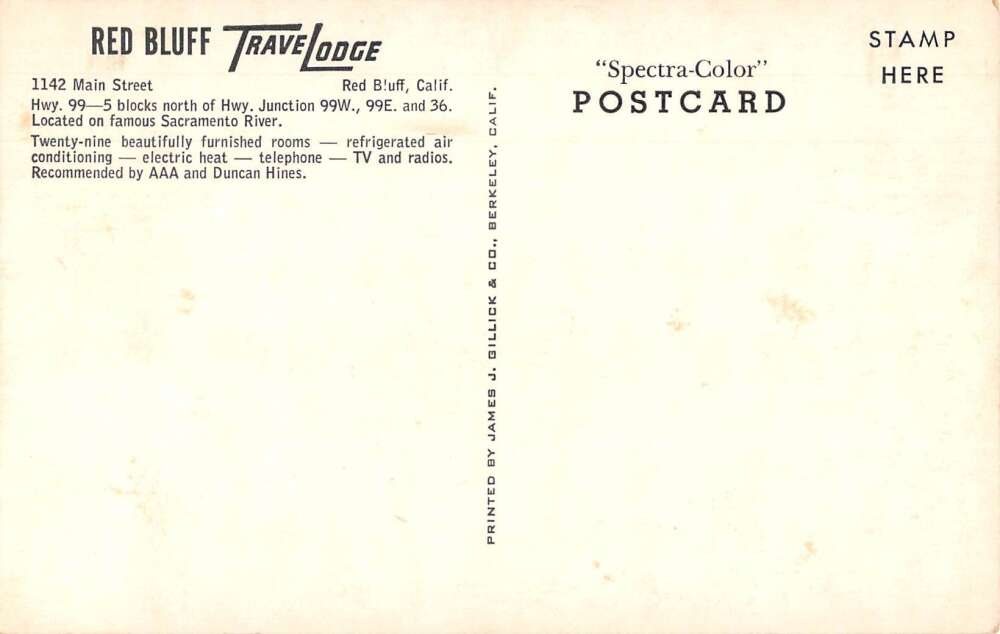 RED BLUFF TRAVELODGE
1142 Main Street Red Bluff, Calif.
Hwy. 99—5 blocks north of Hwy. Junction 99W., 99E. and 36.
Located on famous Sacramento River.
Twenty-nine beautifully furnished rooms — refrigerated air
conditioning — electric heat — telephone — TV and radios.
Recommended by AAA and Duncan Hines.
PRINTED BY JAMES J. GILLICK & CO., BERKELEY, CALIF.
"Spectra-Color"
POSTCARD
STAMP
HERE